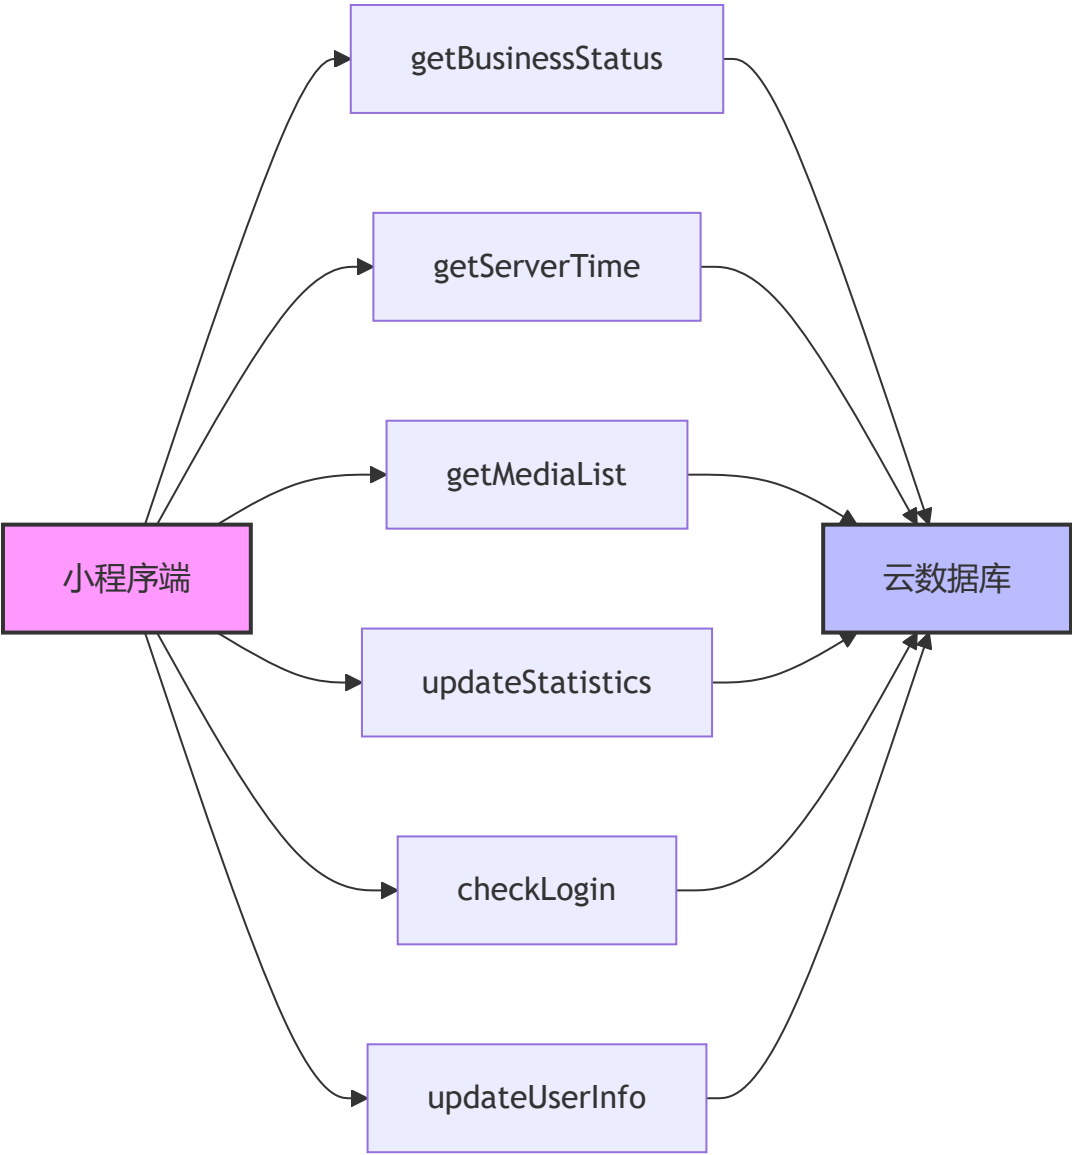 getBusinessStatus
getServerTime
getMediaList
小程序端
云数据库
updateStatistics
checkLogin
updateUserInfo